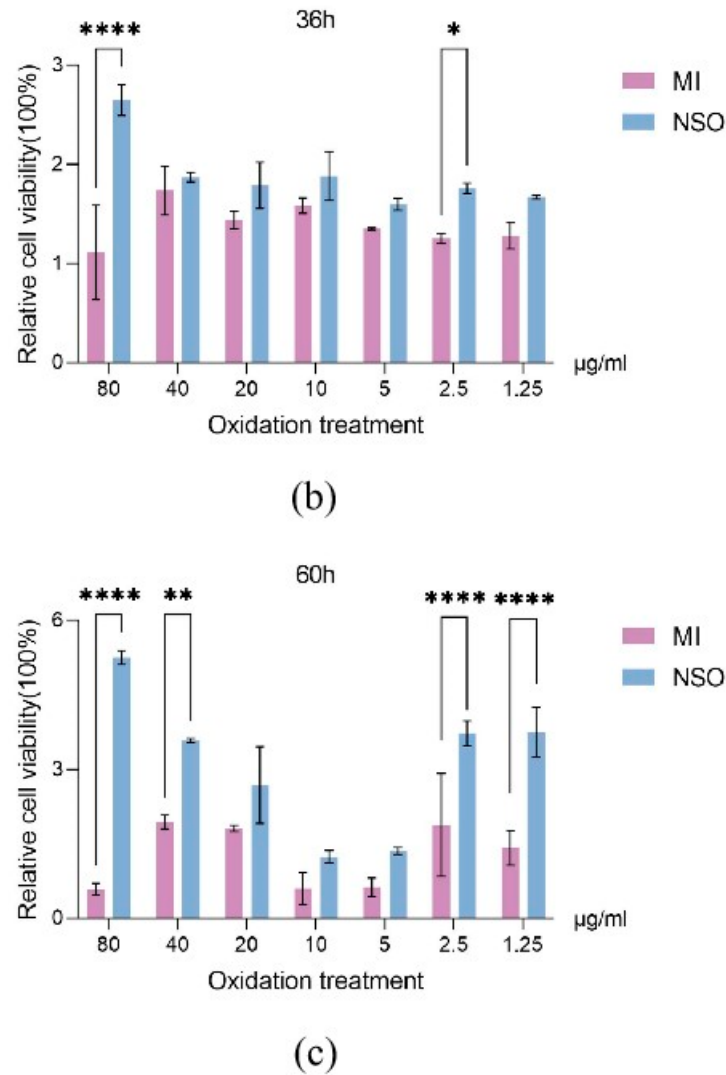 36h
**** *
Relative cell viability(100%)
3
2
1
0
MI
NSO
80 40 20 10 5 2.5 1.25 µg/ml
Oxidation treatment
(b)
60h
**** ** **** ****
Relative cell viability(100%)
6
3
0
MI
NSO
80 40 20 10 5 2.5 1.25 µg/ml
Oxidation treatment
(c)